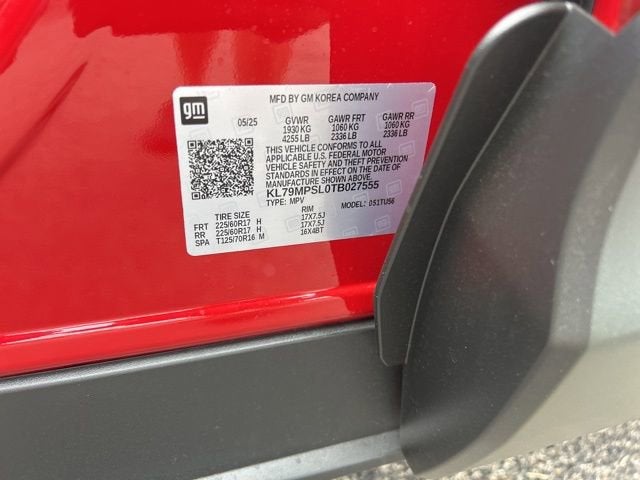 gm
MFD BY GM KOREA COMPANY
05/25 GVWR GAWR FRT GAWR RR
1930 KG 1060 KG 1060 KG
4255 LB 2336 LB 2336 LB
THIS VEHICLE CONFORMS TO ALL
APPLICABLE U.S. FEDERAL MOTOR
VEHICLE SAFETY AND THEFT PREVENTION
STANDARDS IN EFFECT ON THE DATE OF
MANUFACTURE SHOWN ABOVE.
KL79MPSL0TB027555
TYPE: MPV MODEL: 051TU56
TIRE SIZE RIM
FRT 225/60R17 H 17X7.5J
RR 225/60R17 H 17X7.5J
SPA T125/70R16 M 16X4BT